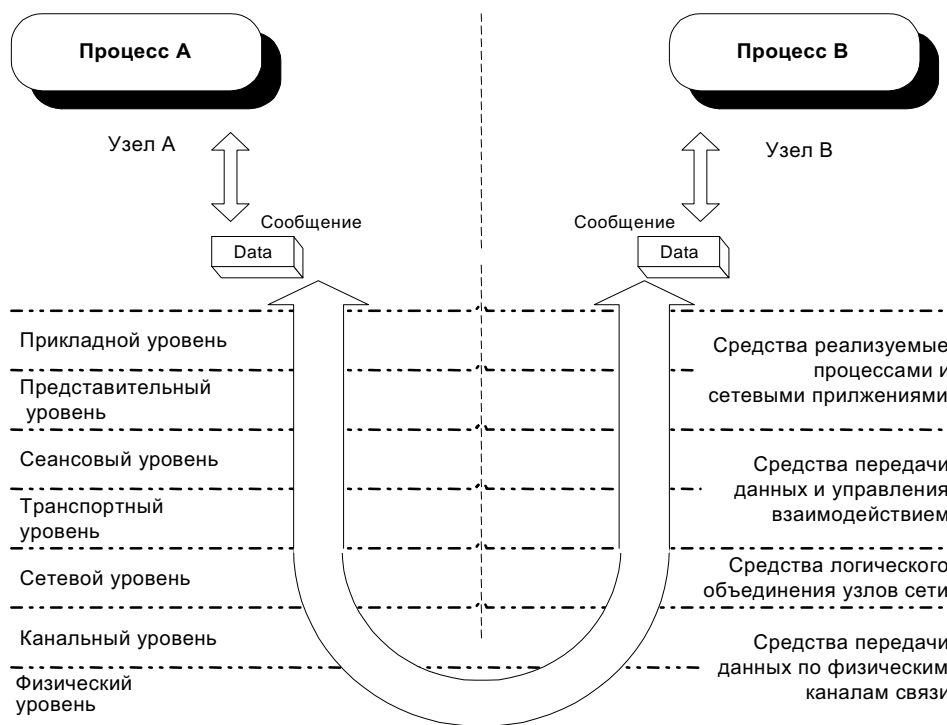 Процесс А
Процесс В
Узел А
Узел В
Сообщение
Сообщение
Data
Data
Прикладной уровень
Представительный
уровень
Сеансовый уровень
Транспортный
уровень
Сетевой уровень
Канальный уровень
Физический
уровень
Средства реализуемые
процессами и
сетевыми прилжениями
Средства передачи
данных и управления
взаимодействием
Средства логического
объединения узлов сети
Средства передачи
данных по физическим
каналам связи